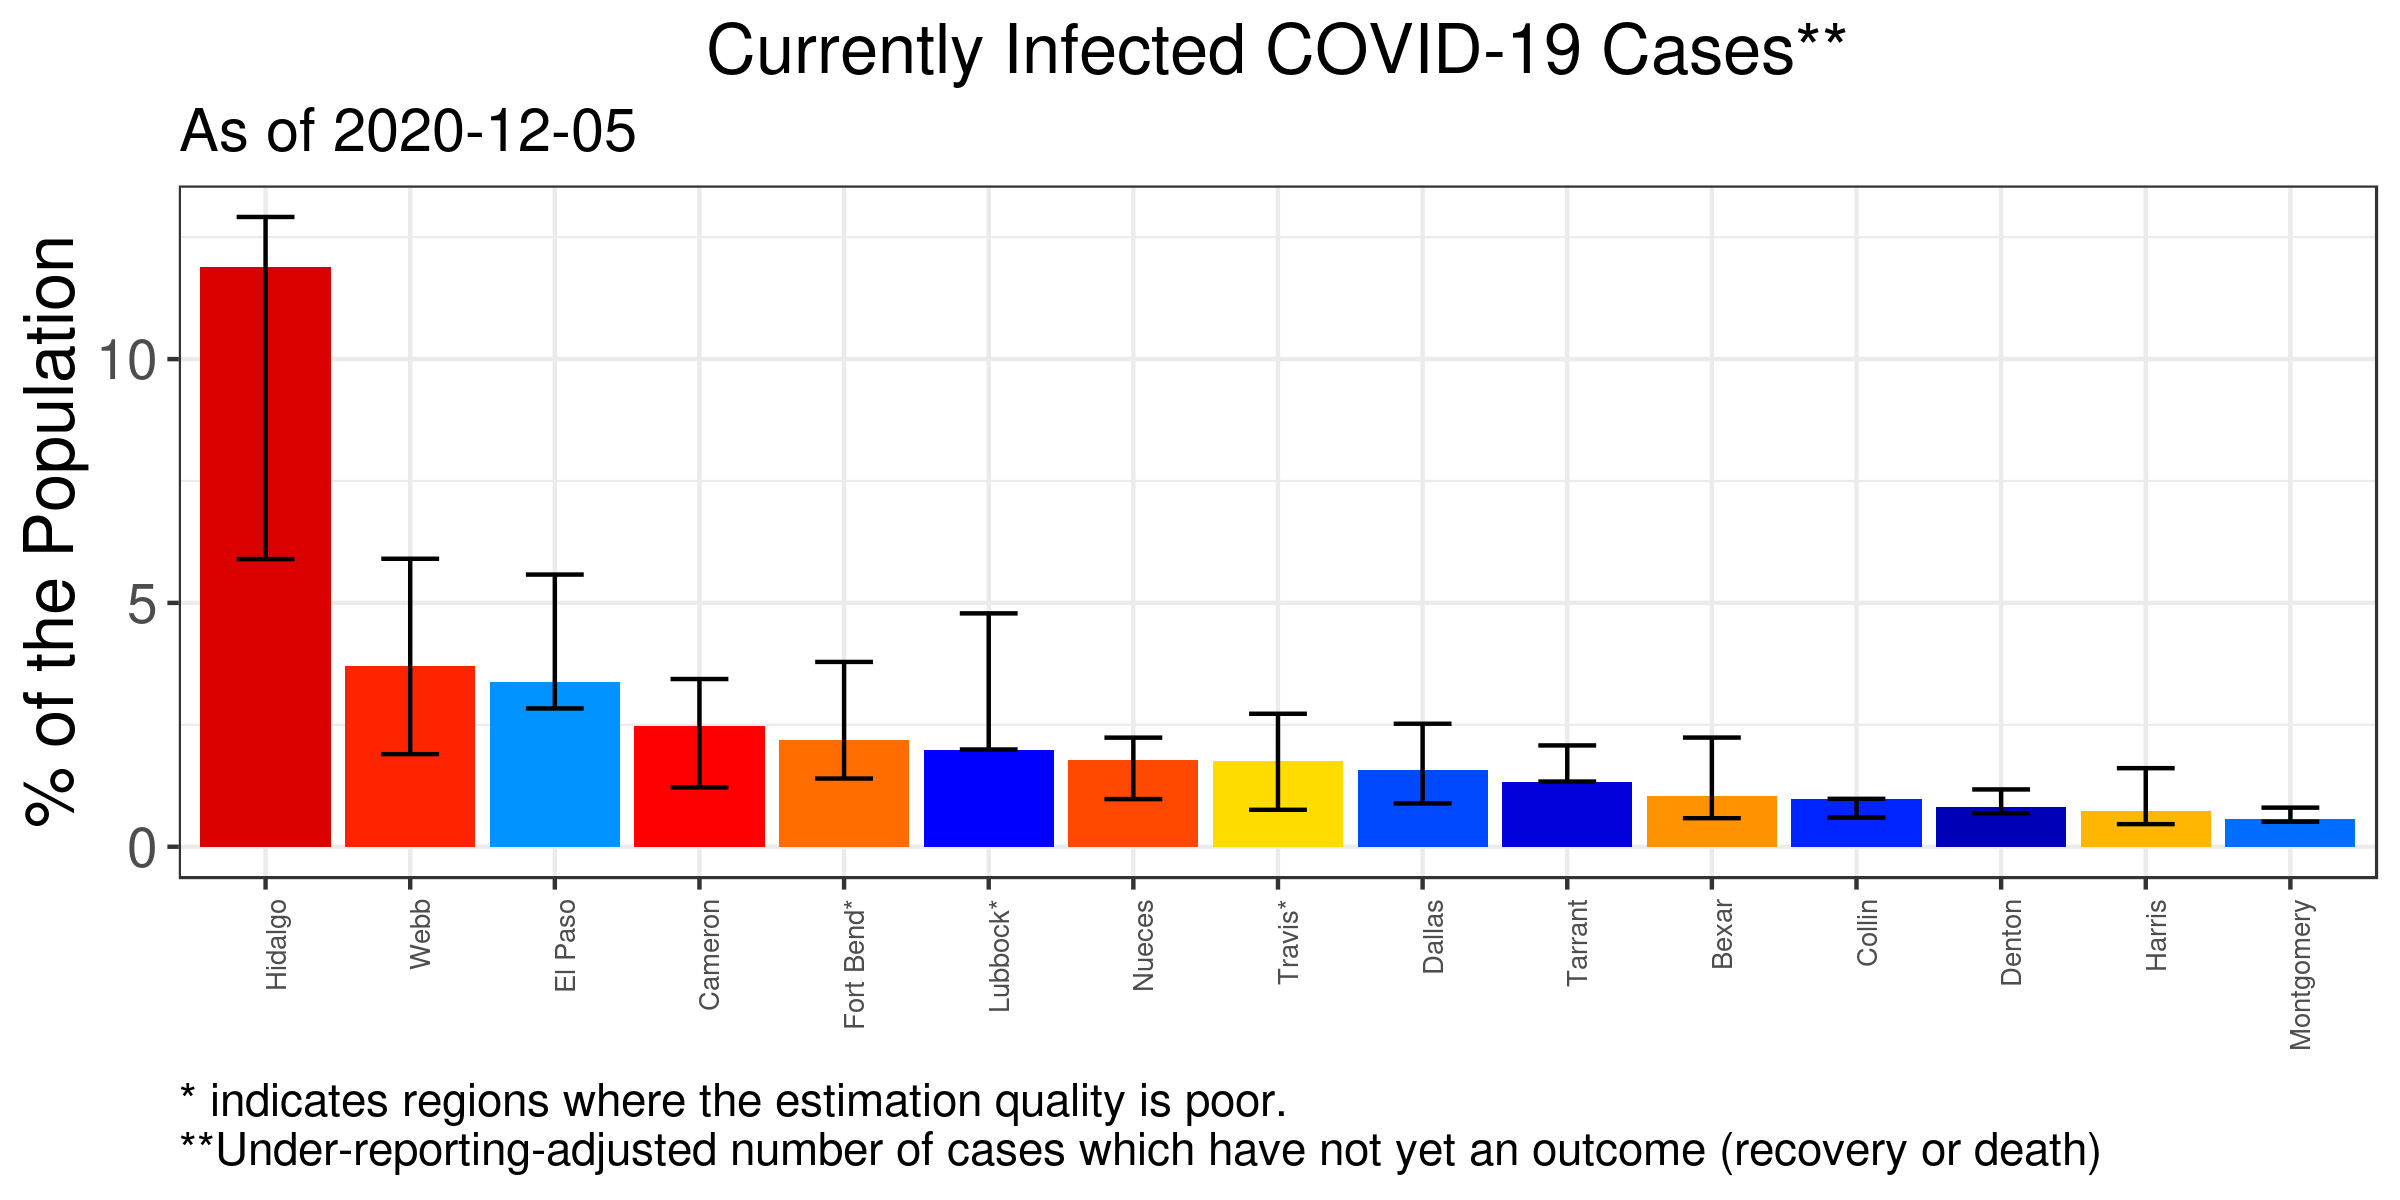 Currently Infected COVID-19 Cases**
As of 2020-12-05
% of the Population
10
5
0
Hidalgo
Webb
El Paso
Cameron
Fort Bend*
Lubbock*
Nueces
Travis*
Dallas
Tarrant
Bexar
Collin
Denton
Harris
Montgomery
* indicates regions where the estimation quality is poor.
**Under-reporting-adjusted number of cases which have not yet an outcome (recovery or death)